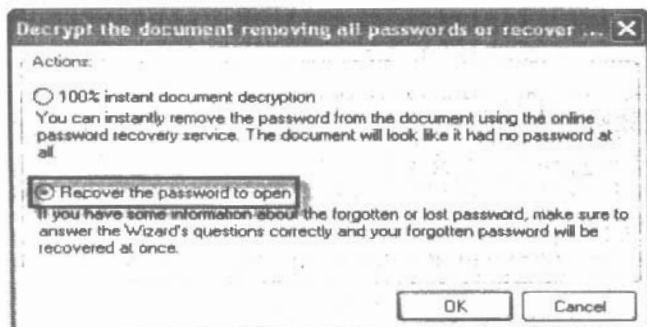 Decrypt the document removing all passwords or recover ...
Actions:
100% instant document decryption
You can instantly remove the password from the document using the online
password recovery service. The document will look like it had no password at
all.
Recover the password to open
If you have some information about the forgotten or lost password, make sure to
answer the Wizard's questions correctly and your forgotten password will be
recovered at once.
OK
Cancel